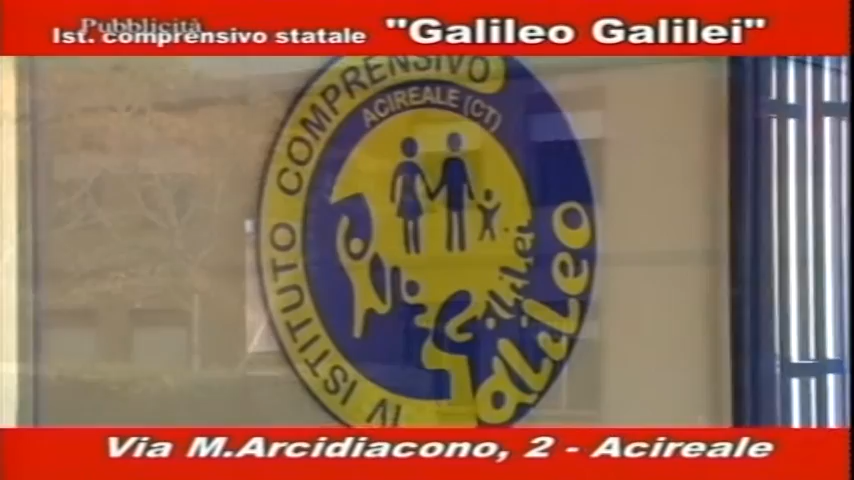 Pubblicità
Ist. comprensivo statale "Galileo Galilei"
IV ISTITUTO COMPRENSIVO
ACIREALE (CT)
Galilei
Galileo
Via M.Arcidiacono, 2 - Acireale